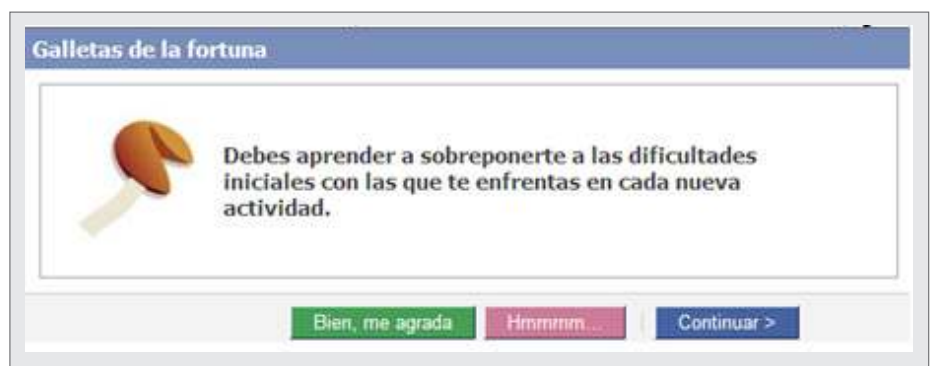 Galletas de la fortuna
Debes aprender a sobreponerte a las dificultades
iniciales con las que te enfrentas en cada nueva
actividad.
Bien, me agrada Hmmmm... Continuar >